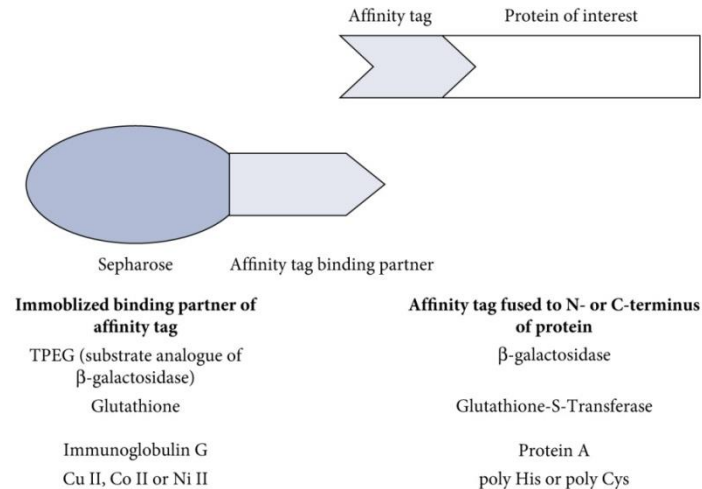 Affinity tag Protein of interest
Sepharose Affinity tag binding partner
Immoblized binding partner of
affinity tag
Affinity tag fused to N- or C-terminus
of protein
TPEG (substrate analogue of
β-galactosidase)
β-galactosidase
Glutathione
Glutathione-S-Transferase
Immunoglobulin G
Protein A
Cu II, Co II or Ni II
poly His or poly Cys